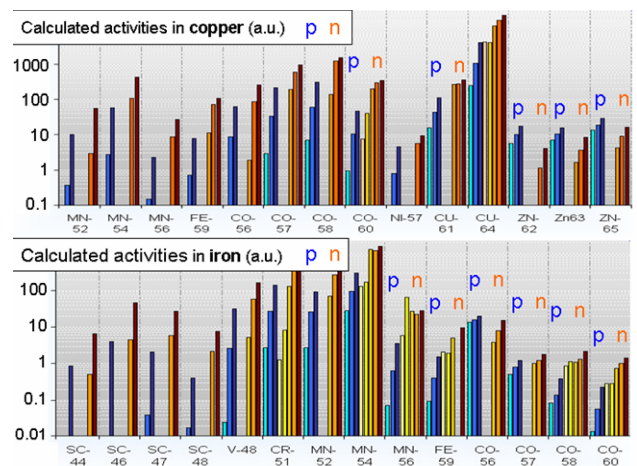 Calculated activities in copper (a.u.) p n
1000
100
10
1
0.1
p n
p n
p n
p n
p n
MN-52 MN-54 MN-56 FE-59 CO-56 CO-57 CO-58 CO-60 NI-57 CU-61 CU-64 ZN-62 Zn63 ZN-65
Calculated activities in iron (a.u.) p n
100
10
1
0.1
0.01
p n
p n
p n
p n
p n
p n
SC-44 SC-46 SC-47 SC-48 V-48 CR-51 MN-52 MN-54 MN-56 FE-59 CO-56 CO-57 CO-58 CO-60